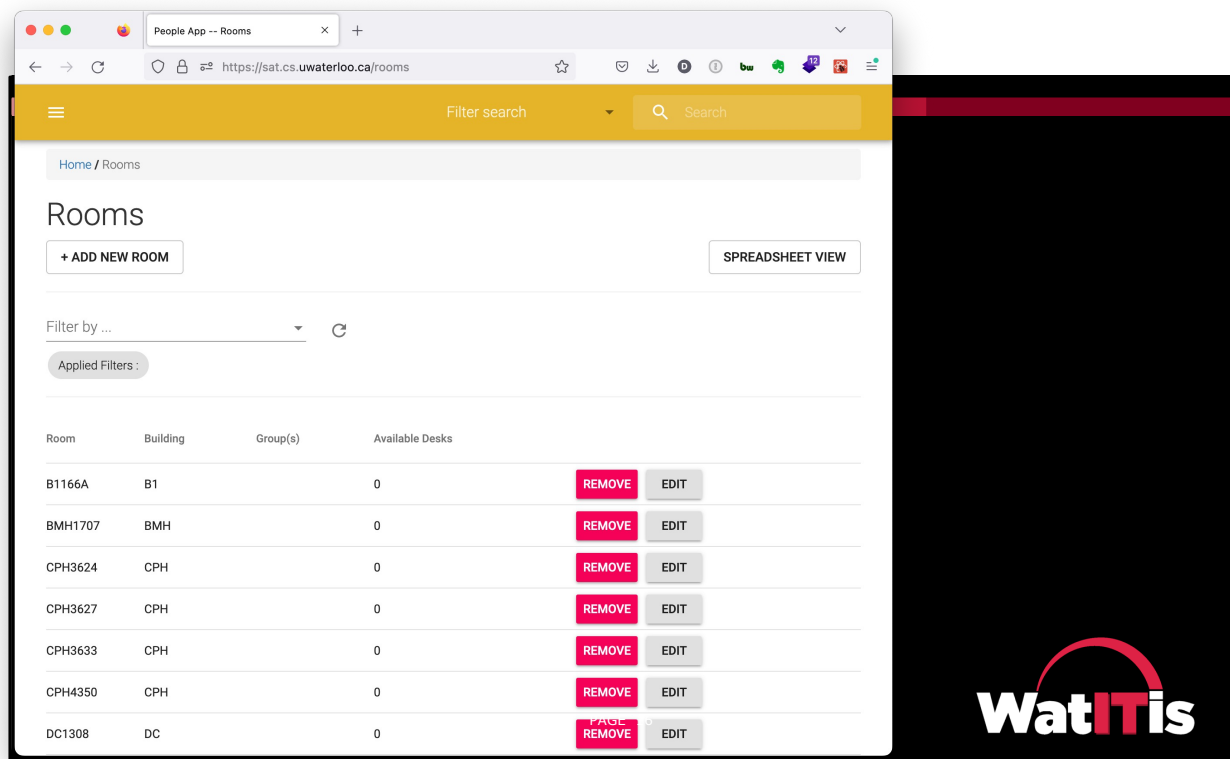 People App -- Rooms
https://sat.cs.uwaterloo.ca/rooms
D
bw
12
Filter search
Search
Home / Rooms
Rooms
+ ADD NEW ROOM
SPREADSHEET VIEW
Filter by ...
Applied Filters :
Room Building Group(s) Available Desks
B1166A B1 0 REMOVE EDIT
BMH1707 BMH 0 REMOVE EDIT
CPH3624 CPH 0 REMOVE EDIT
CPH3627 CPH 0 REMOVE EDIT
CPH3633 CPH 0 REMOVE EDIT
CPH4350 CPH 0 REMOVE EDIT
PAGE
DC1308 DC 0 REMOVE EDIT
WatITis